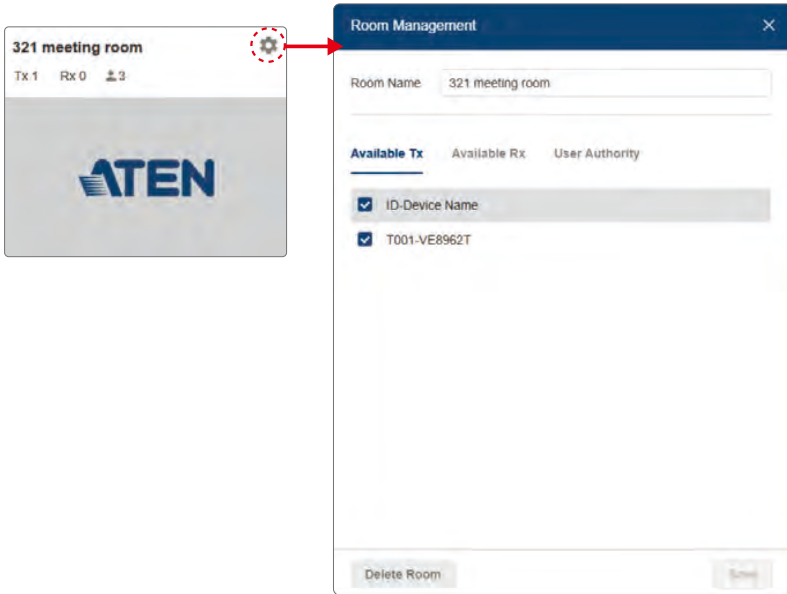 321 meeting room
Tx 1 Rx 0 3
ATEN
Room Management
Room Name 321 meeting room
Available Tx Available Rx User Authority
ID-Device Name
T001-VE8962T
Delete Room Save